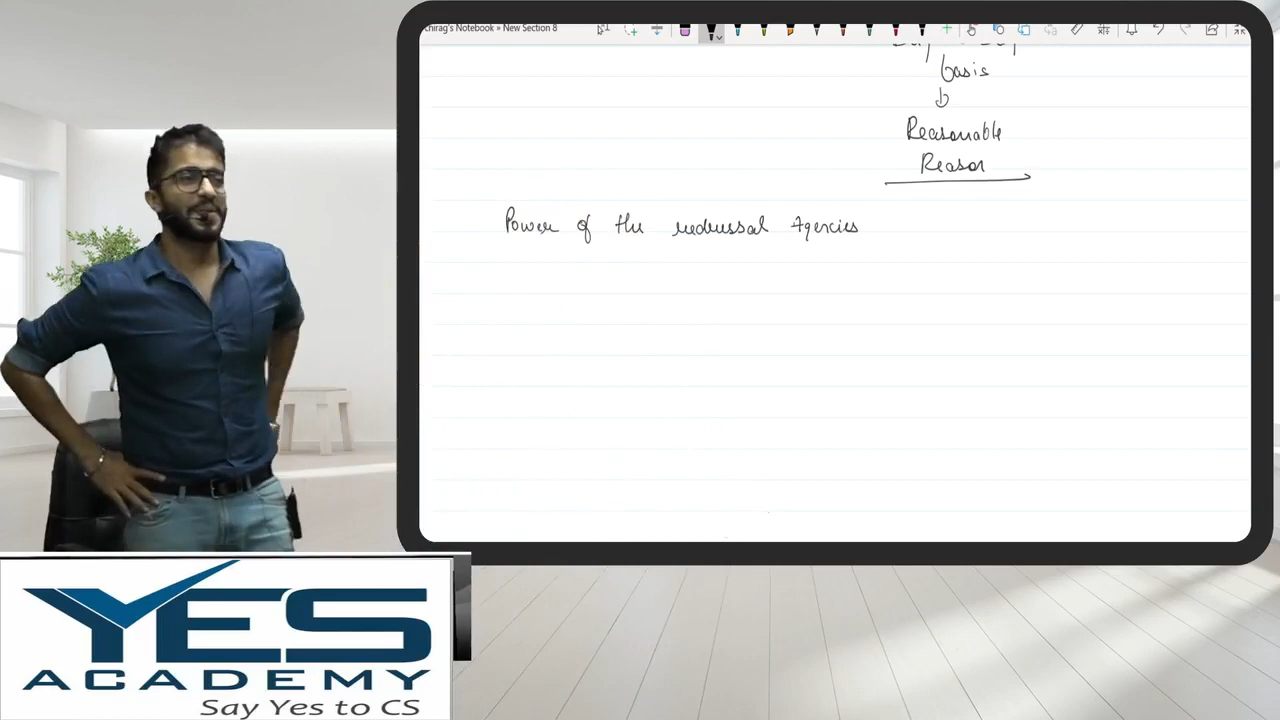 chirag's Notebook » New Section 8
basis
Reasonable
Reason
Power of the redressal Agencies
YES
ACADEMY
Say Yes to CS